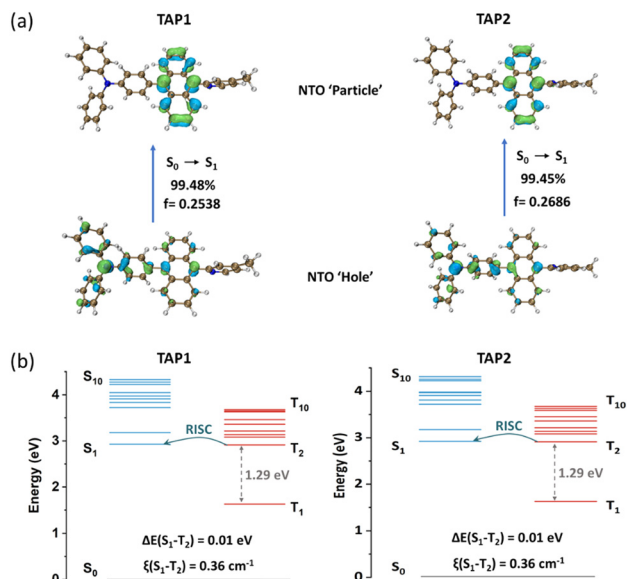 (a)
TAP1
TAP2
NTO ‘Particle’
S₀ → S₁
99.48%
f= 0.2538
S₀ → S₁
99.45%
f= 0.2686
NTO ‘Hole’
(b)
TAP1
TAP2
Energy (eV)
5
4
3
2
1
0
S₁₀
S₁
S₀
T₁₀
T₂
T₁
RISC
1.29 eV
ΔE(S₁-T₂) = 0.01 eV
ξ(S₁-T₂) = 0.36 cm⁻¹
Energy (eV)
5
4
3
2
1
0
S₁₀
S₁
S₀
T₁₀
T₂
T₁
RISC
1.29 eV
ΔE(S₁-T₂) = 0.01 eV
ξ(S₁-T₂) = 0.36 cm⁻¹